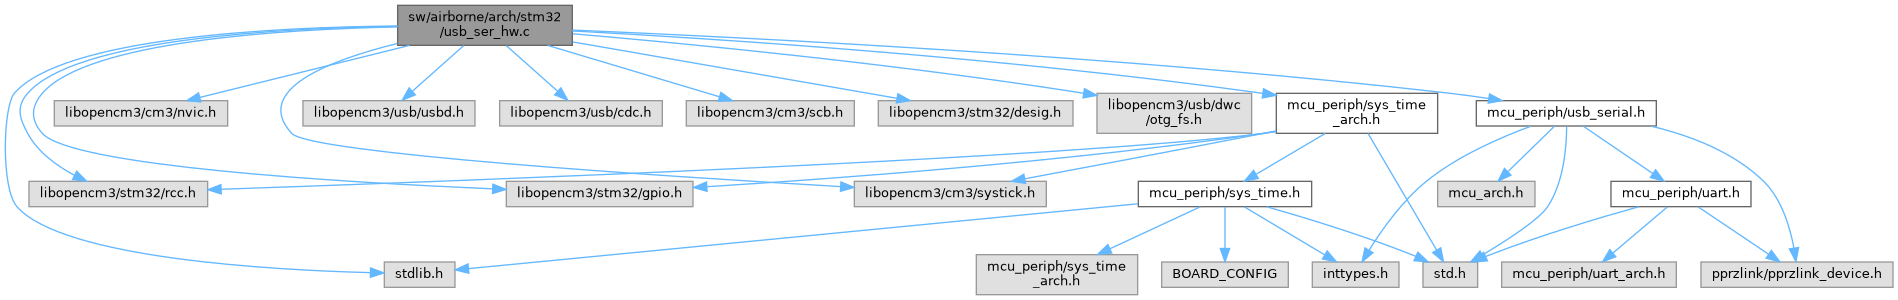 sw/airborne/arch/stm32
/usb_ser_hw.c
libopencm3/cm3/nvic.h
libopencm3/usb/usbd.h
libopencm3/usb/cdc.h
libopencm3/cm3/scb.h
libopencm3/stm32/desig.h
libopencm3/usb/dwc
/otg_fs.h
mcu_periph/sys_time
_arch.h
mcu_periph/usb_serial.h
libopencm3/stm32/rcc.h
libopencm3/stm32/gpio.h
libopencm3/cm3/systick.h
mcu_periph/sys_time.h
mcu_arch.h
mcu_periph/uart.h
stdlib.h
mcu_periph/sys_time
_arch.h
BOARD_CONFIG
inttypes.h
std.h
mcu_periph/uart_arch.h
pprzlink/pprzlink_device.h